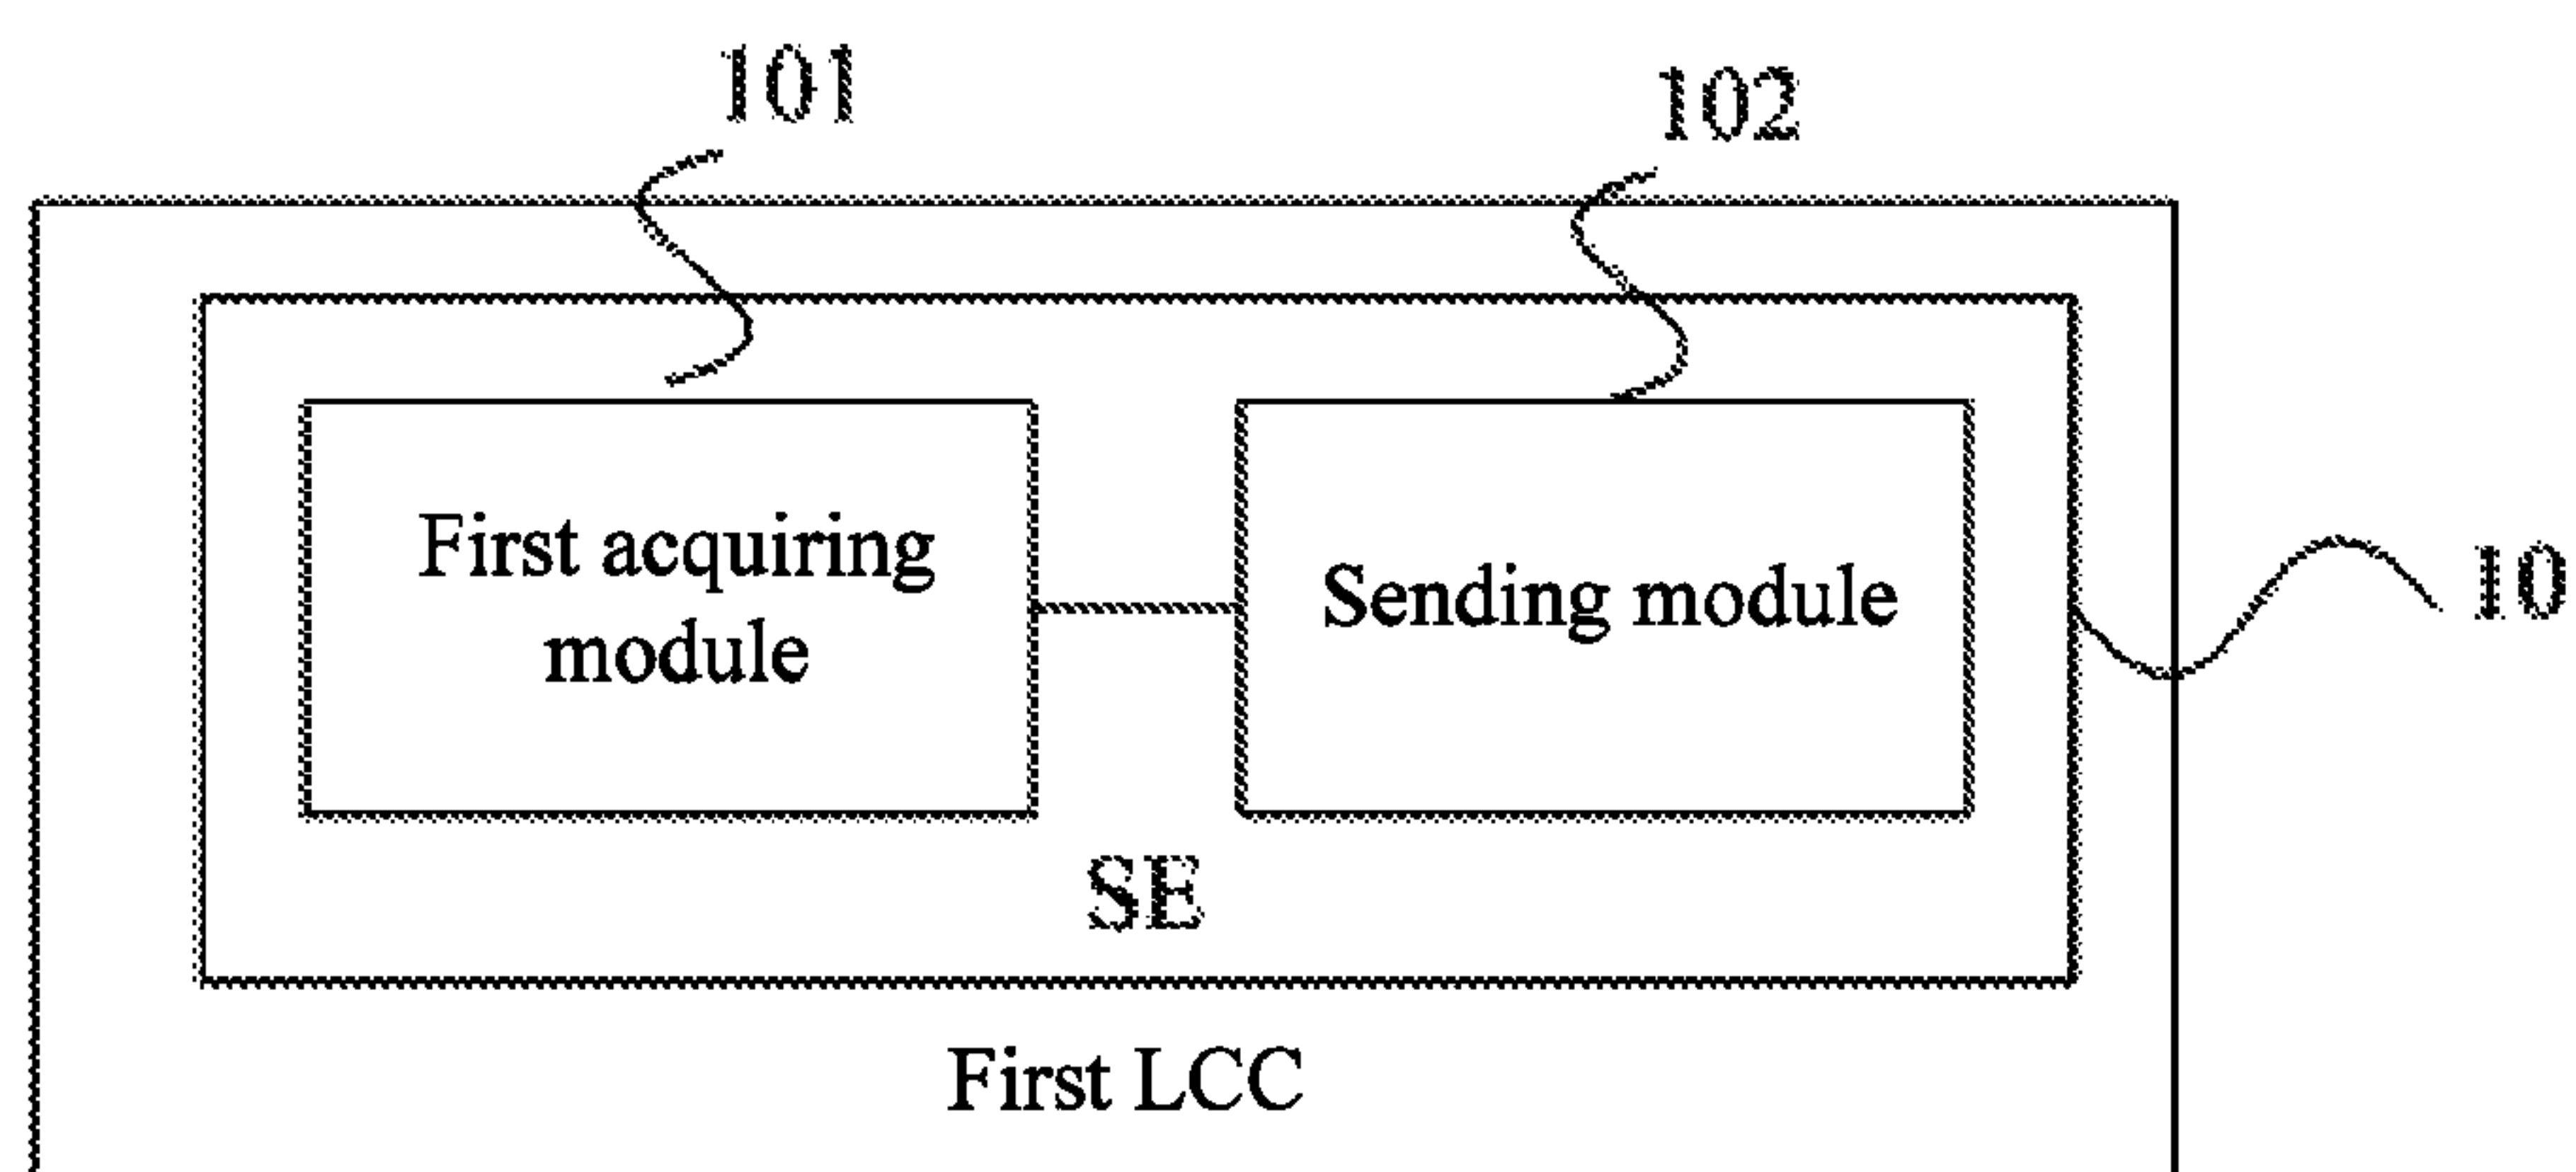 101
102
First acquiring
module
Sending module
10
SE
First LCC